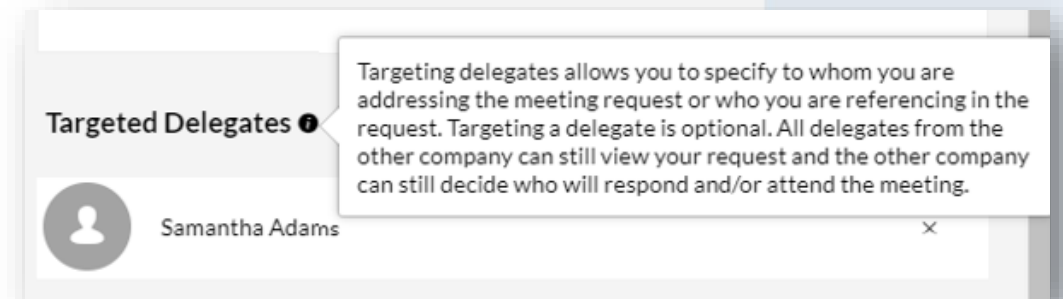 Targeted Delegates
Targeting delegates allows you to specify to whom you are
addressing the meeting request or who you are referencing in the
request. Targeting a delegate is optional. All delegates from the
other company can still view your request and the other company
can still decide who will respond and/or attend the meeting.
Samantha Adams